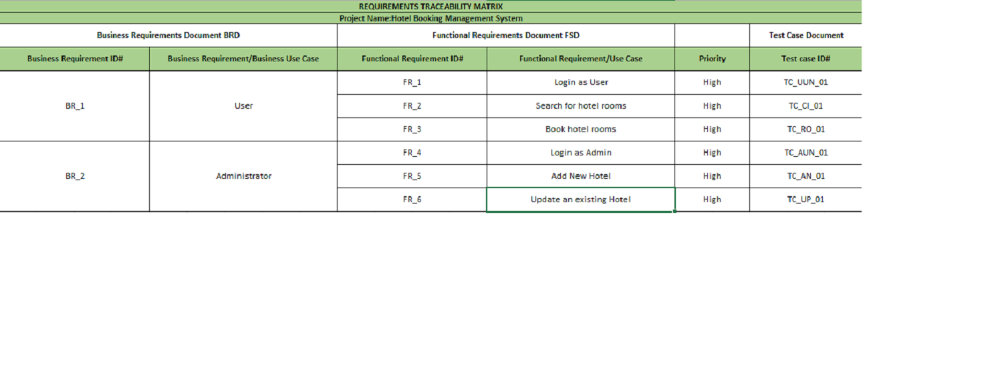 REQUIREMENTS TRACEABILITY MATRIX
Project Name:Hotel Booking Management System
Business Requirements Document BRD Functional Requirements Document FSD Test Case Document
Business Requirement ID# Business Requirement/Business Use Case Functional Requirement ID# Functional Requirement/Use Case Priority Test case ID#
BR_1 User
FR_1 Login as User High TC_UUN_01
FR_2 Search for hotel rooms High TC_CI_01
FR_3 Book hotel rooms High TC_RO_01
BR_2 Administrator
FR_4 Login as Admin High TC_AUN_01
FR_5 Add New Hotel High TC_AN_01
FR_6 Update an existing Hotel High TC_UP_01